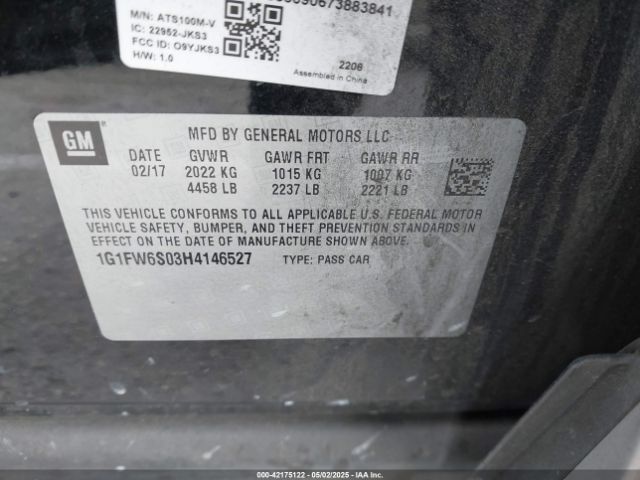 M/N: ATS100M-V
IC: 22952-JKS3
FCC ID: O9YJKS3
H/W: 1.0
2208
Assembled in China
GM
MFD BY GENERAL MOTORS LLC
DATE GVWR GAWR FRT GAWR RR
02/17 2022 KG 1015 KG 1007 KG
4458 LB 2237 LB 2221 LB
THIS VEHICLE CONFORMS TO ALL APPLICABLE U.S. FEDERAL MOTOR
VEHICLE SAFETY, BUMPER, AND THEFT PREVENTION STANDARDS IN
EFFECT ON THE DATE OF MANUFACTURE SHOWN ABOVE.
1G1FW6S03H4146527 TYPE: PASS CAR
000-42175122 - 05/02/2025 - IAAI.COM